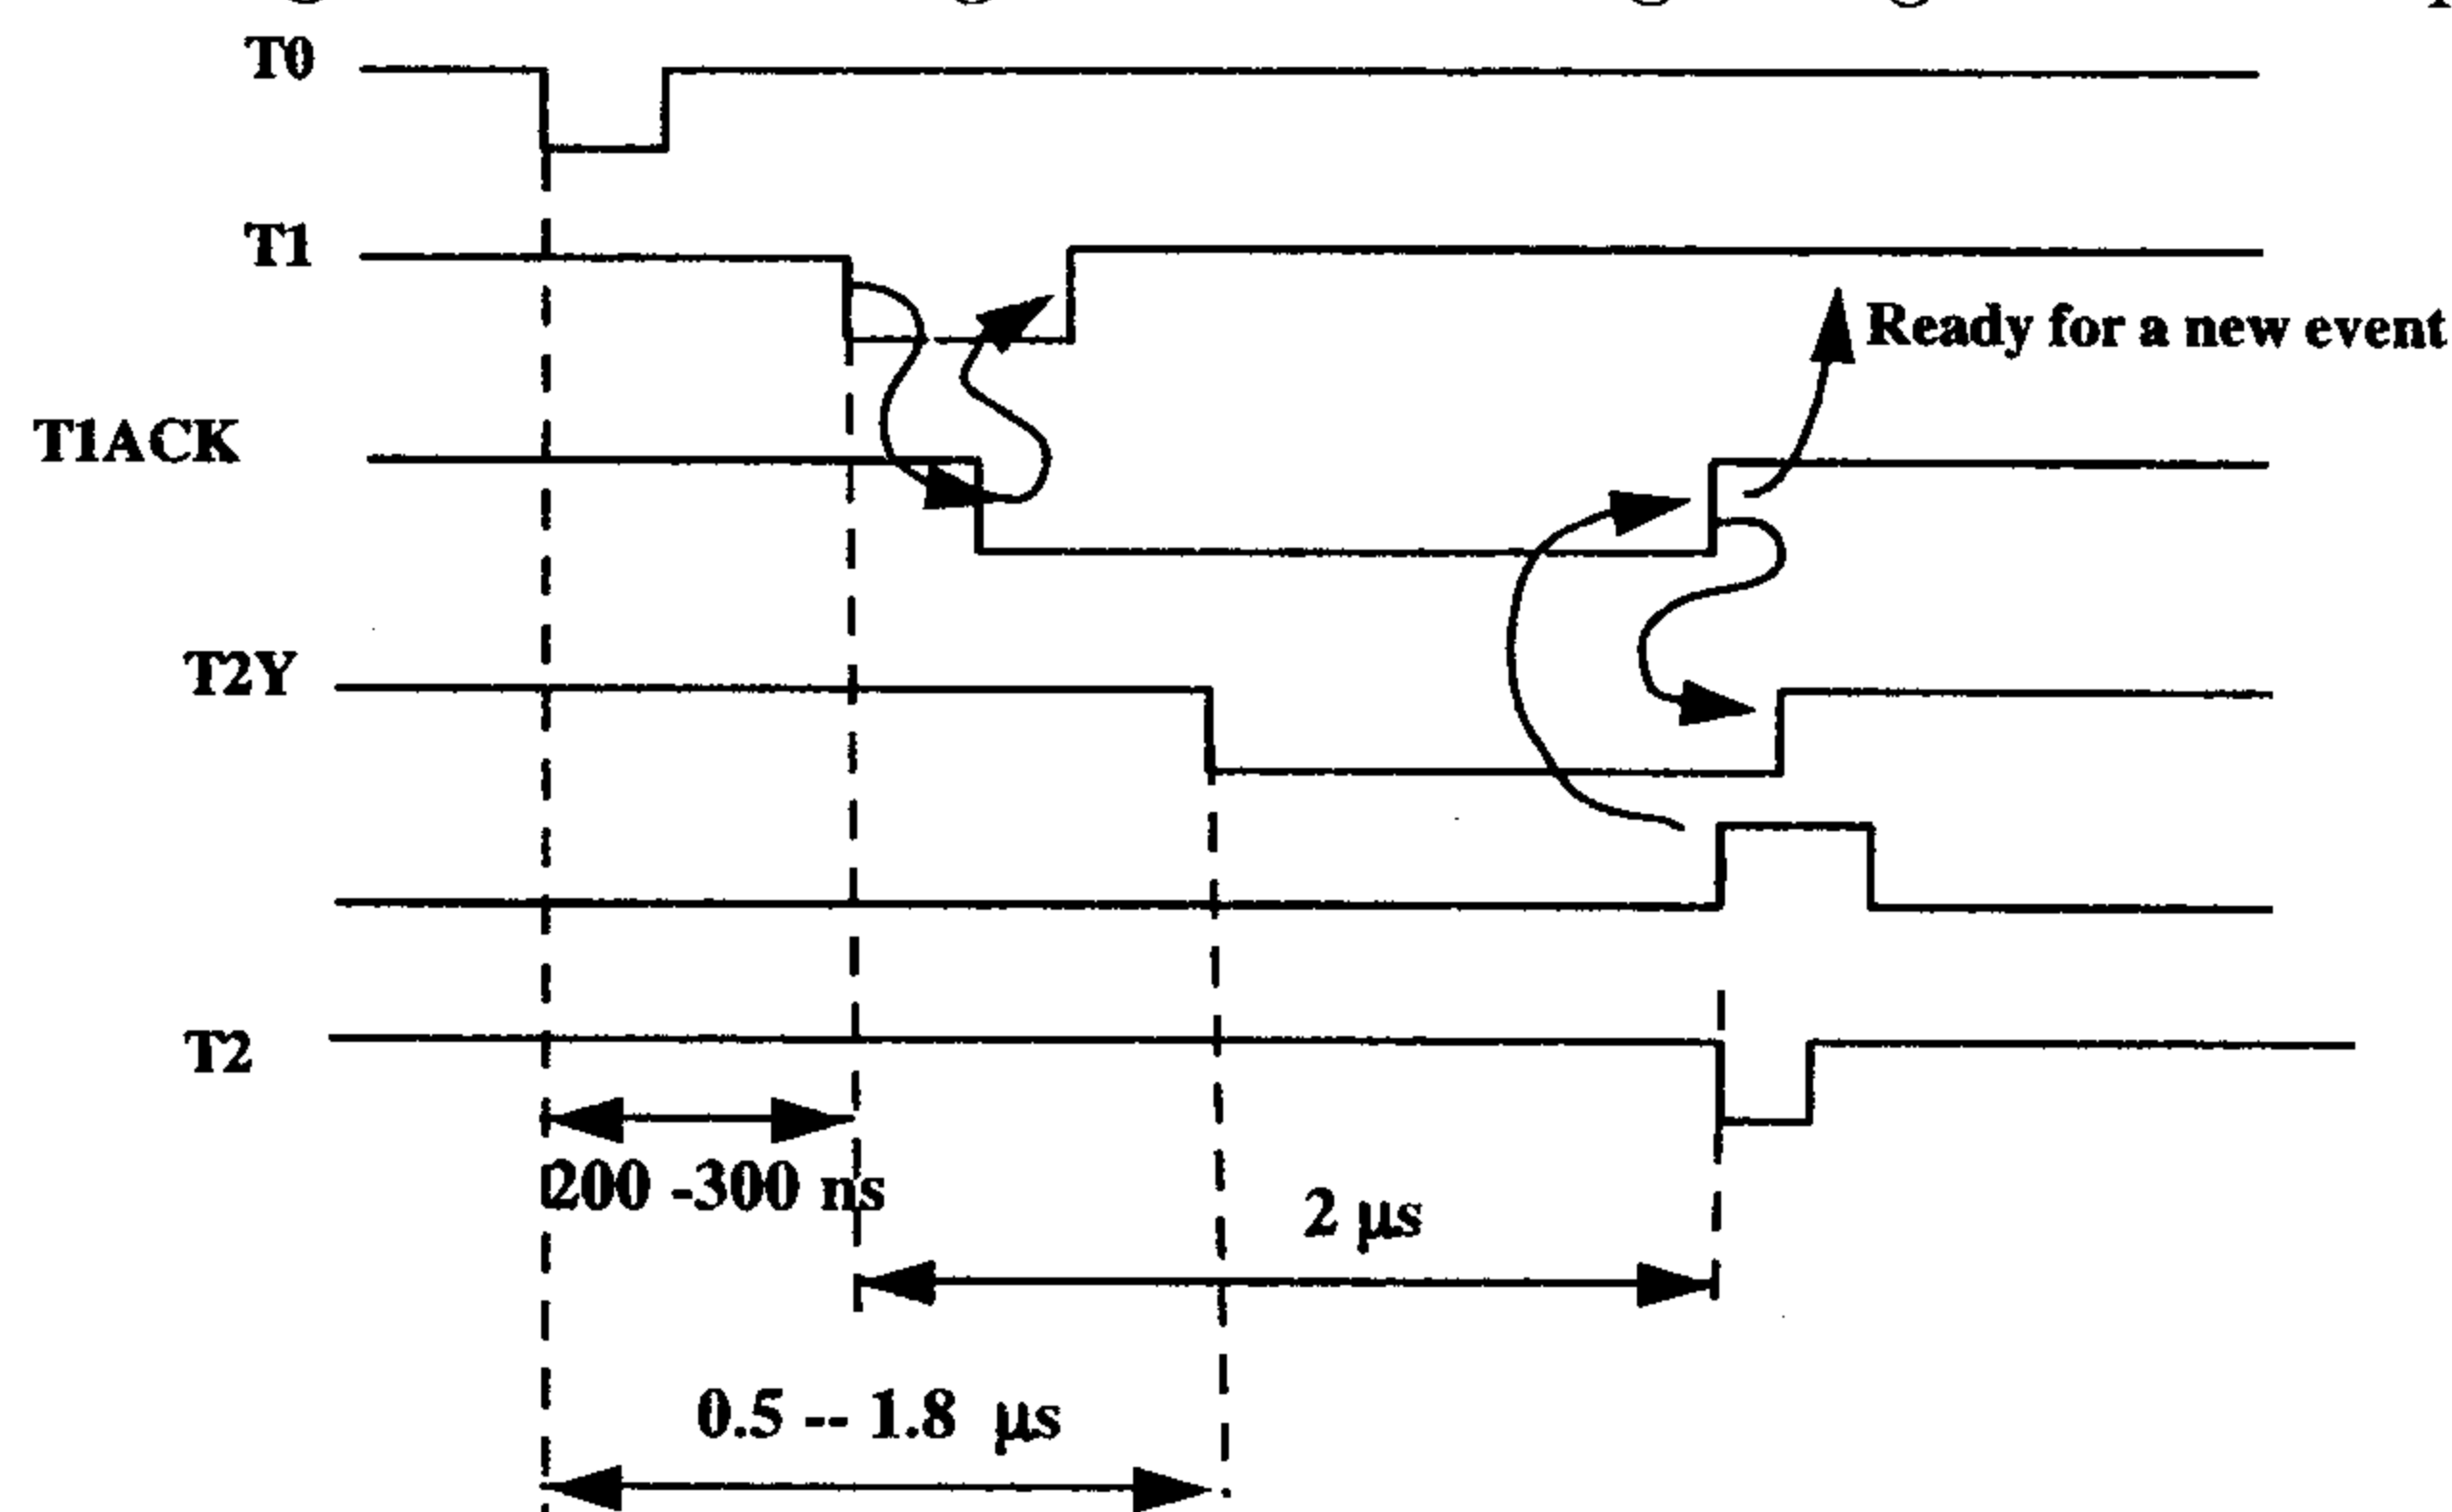 T0
T1
Ready for a new event
T1ACK
T2Y
T2
200 -300 ns
2 µs
0.5 -- 1.8 µs